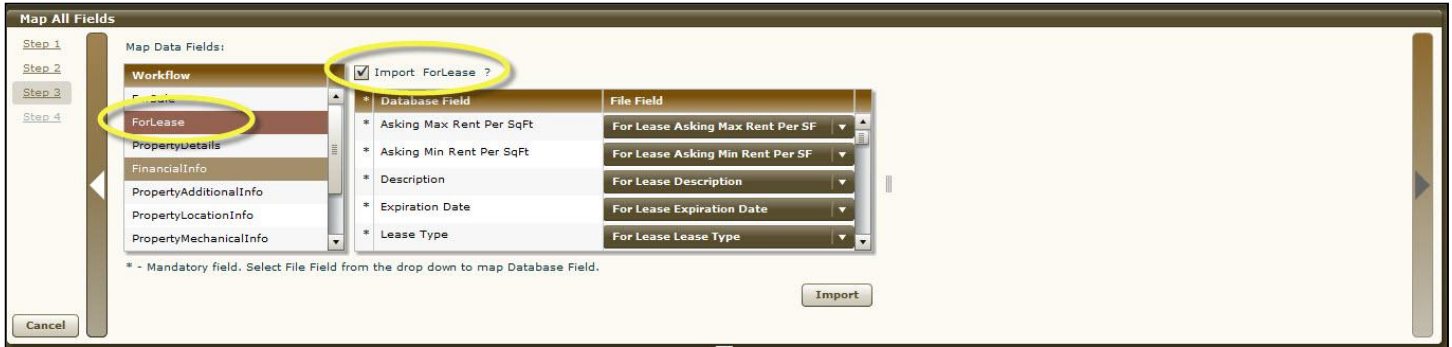 Map All Fields
Step 1
Step 2
Step 3
Step 4
Map Data Fields:
Workflow
ForLease
PropertyDetails
FinancialInfo
PropertyAdditionalInfo
PropertyLocationInfo
PropertyMechanicalInfo
Import ForLease ?
* Database Field File Field
* Asking Max Rent Per SqFt For Lease Asking Max Rent Per SF
* Asking Min Rent Per SqFt For Lease Asking Min Rent Per SF
* Description For Lease Description
* Expiration Date For Lease Expiration Date
* Lease Type For Lease Lease Type
* - Mandatory field. Select File Field from the drop down to map Database Field.
Import
Cancel